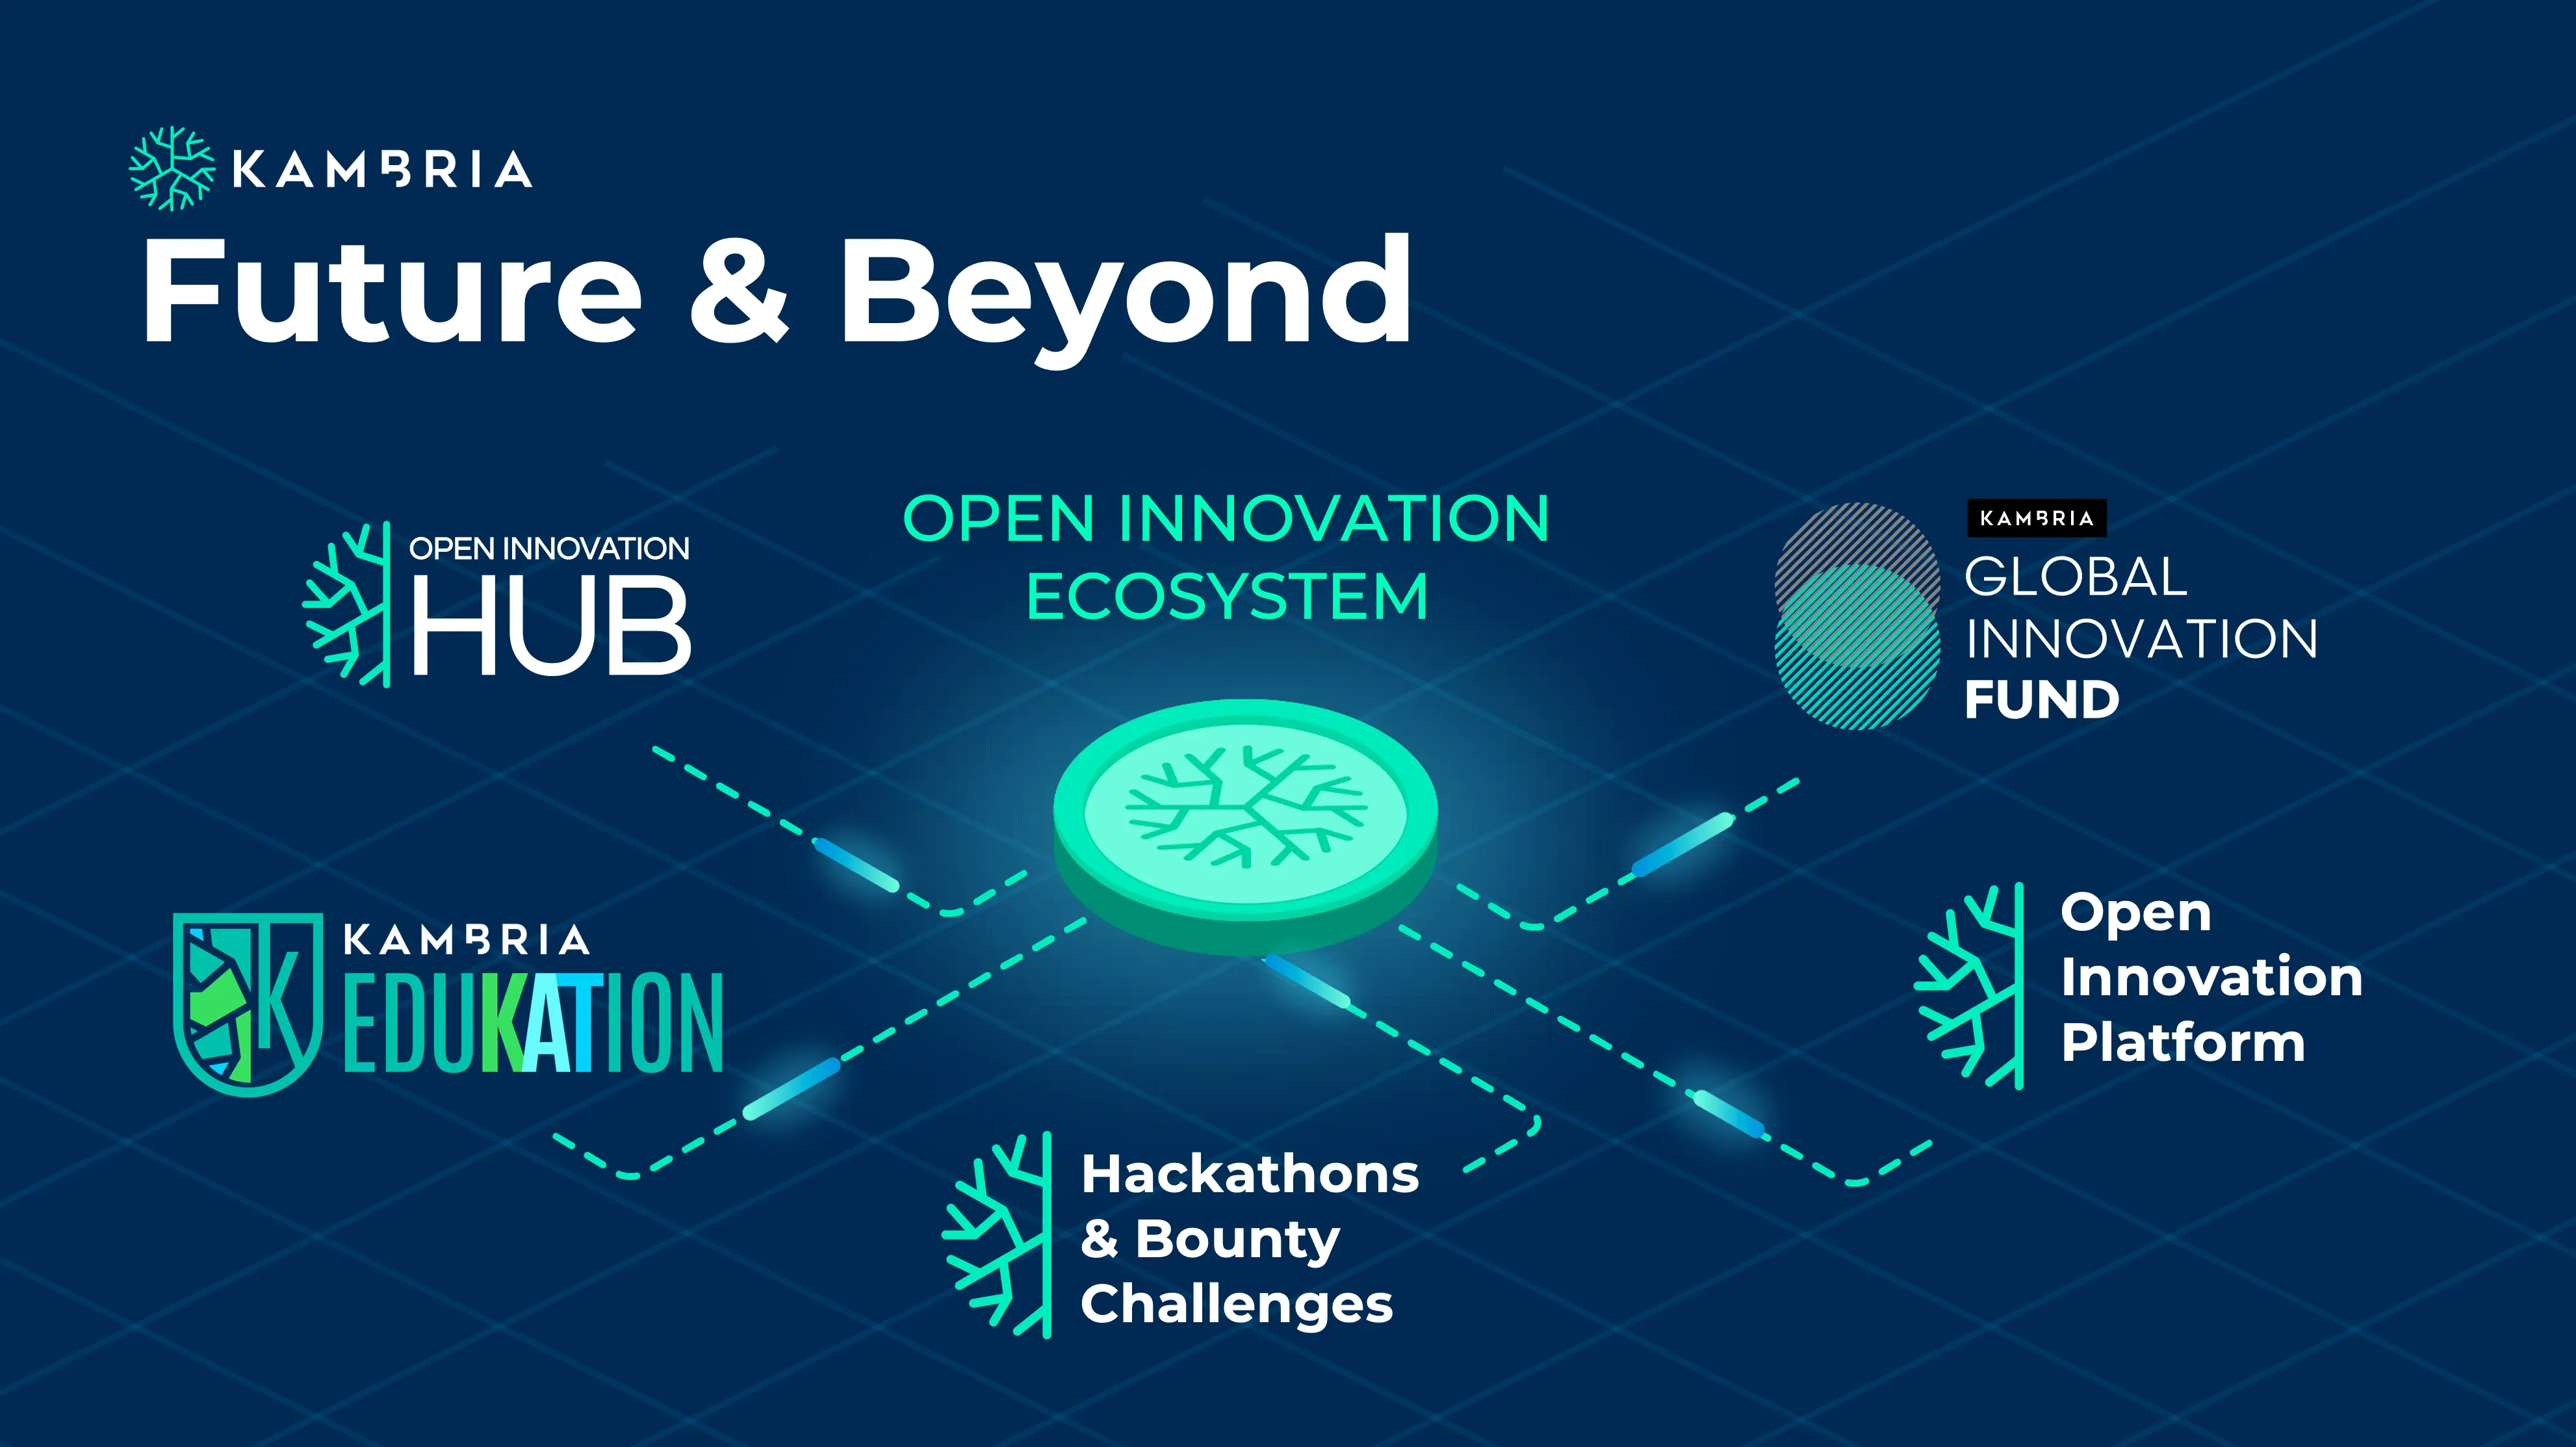 KAMBRIA
Future & Beyond
OPEN INNOVATION
ECOSYSTEM
OPEN INNOVATION
HUB
KAMBRIA
GLOBAL
INNOVATION
FUND
K
KAMBRIA
EDUKATION
Open
Innovation
Platform
Hackathons
& Bounty
Challenges